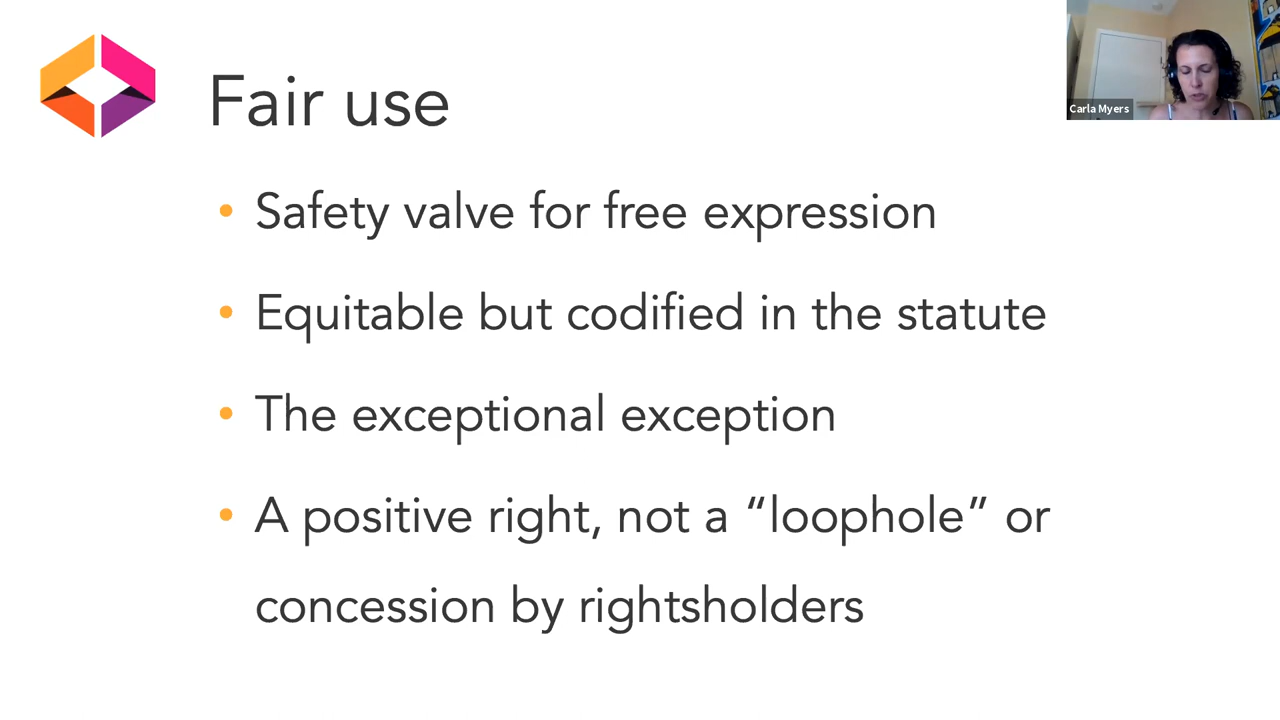 Fair use
Carla Myers
• Safety valve for free expression
• Equitable but codified in the statute
• The exceptional exception
• A positive right, not a “loophole” or
concession by rightsholders